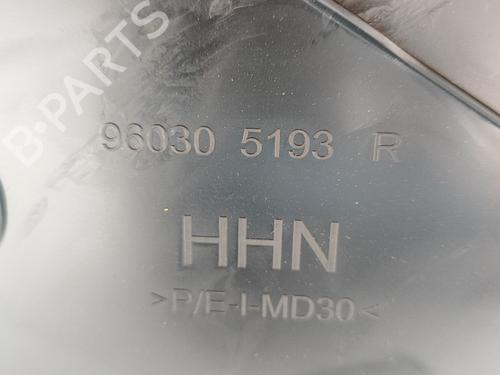 B-PARTS
96030 5193 R
HHN
>P/E-I-MD30<